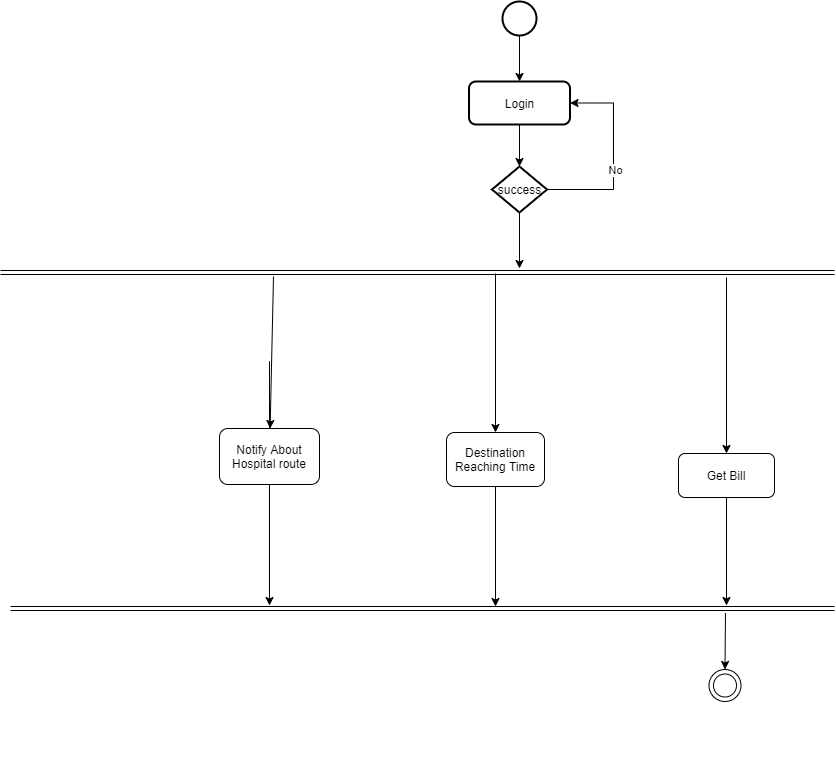 Login
No
success
Notify About
Hospital route
Destination
Reaching Time
Get Bill